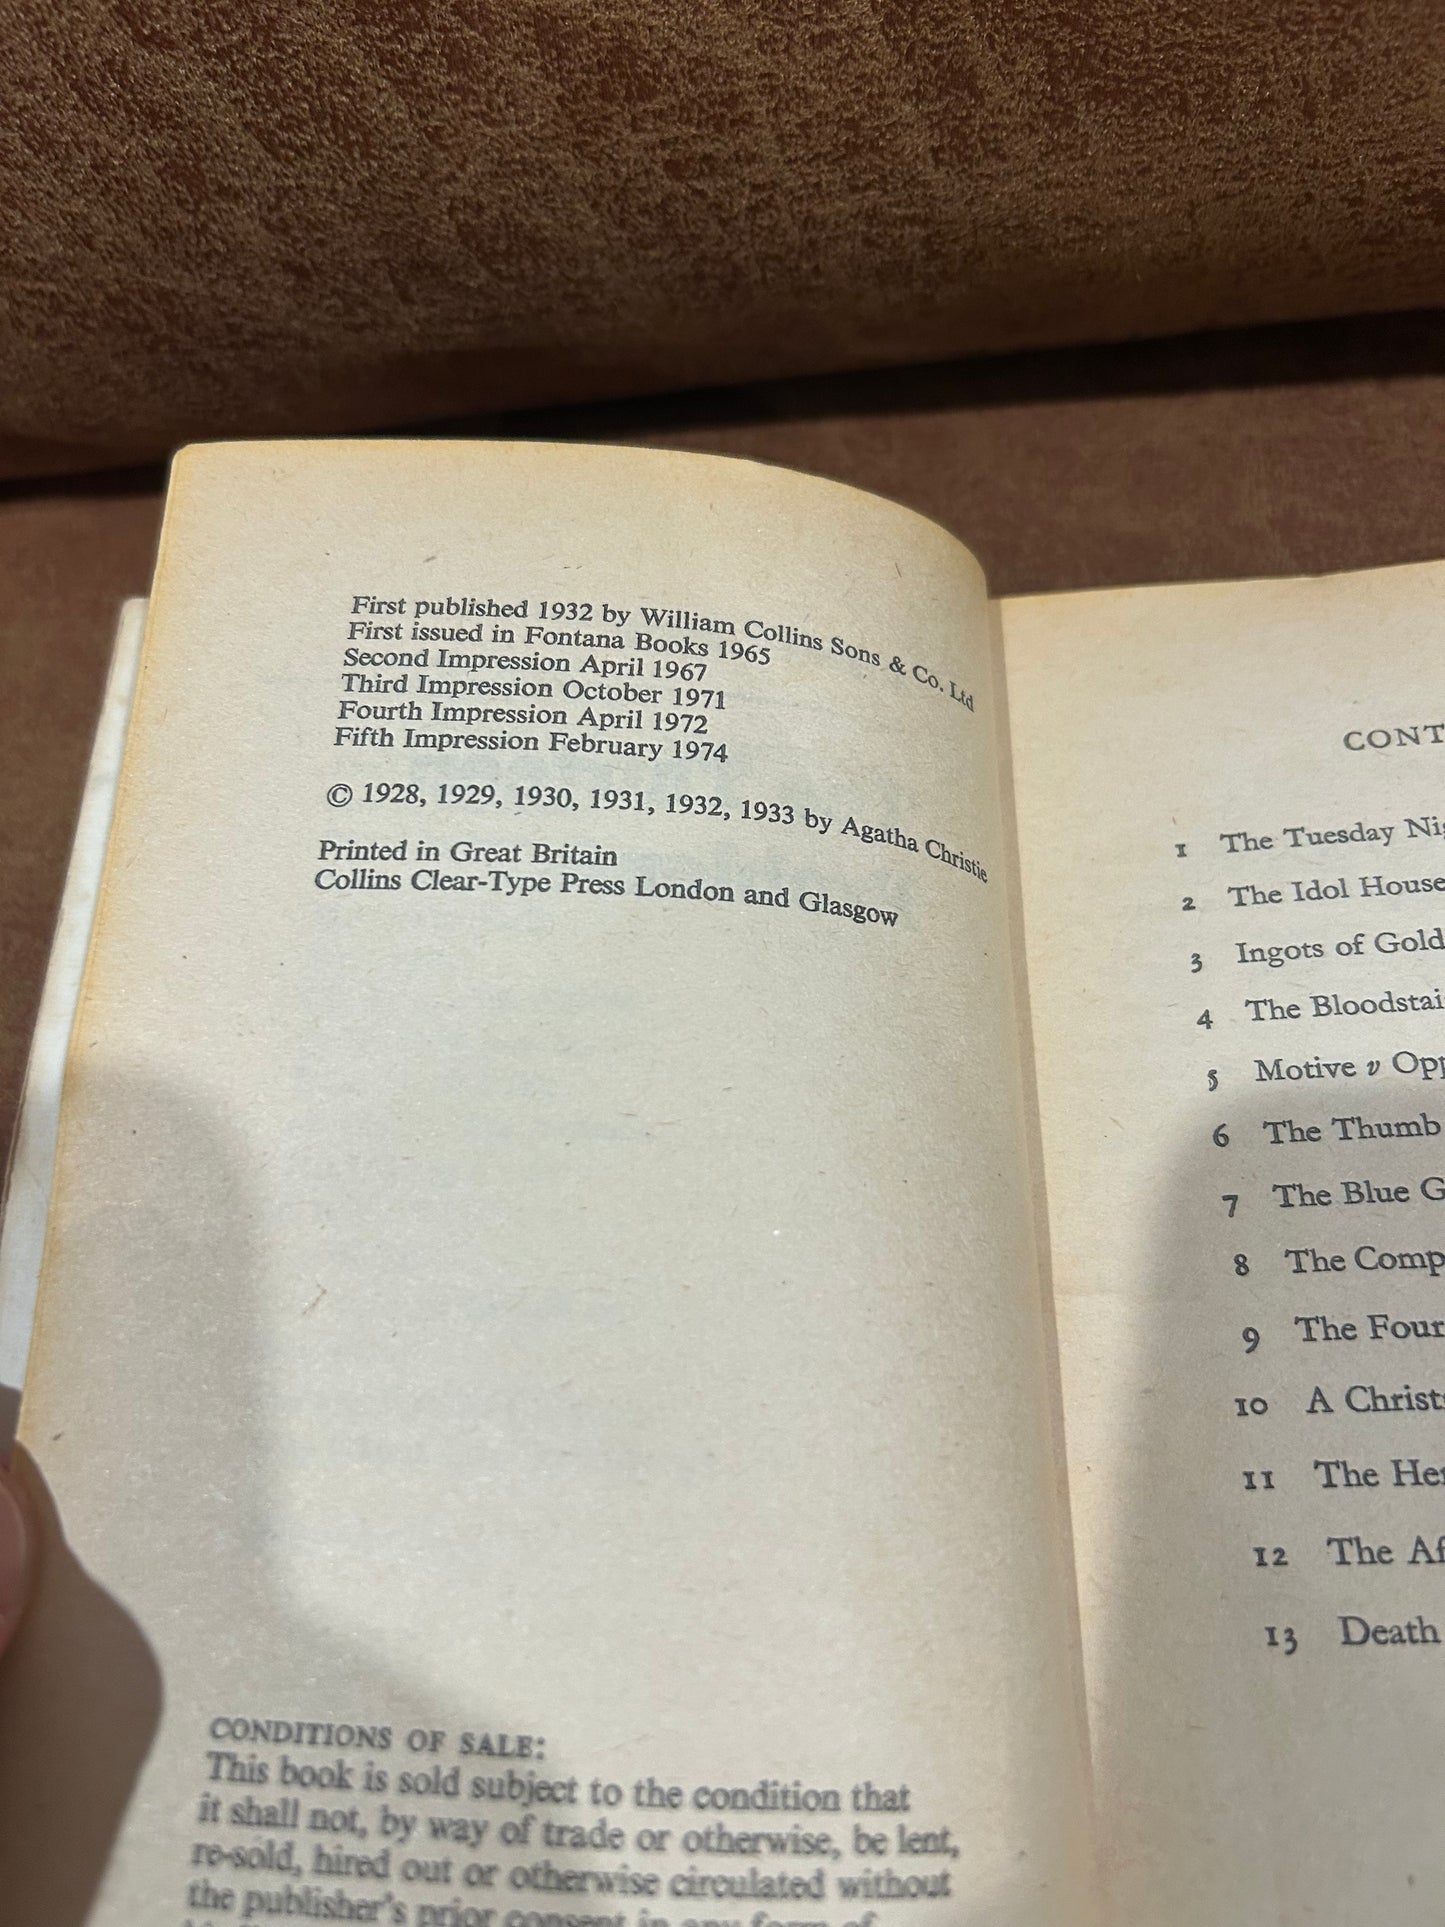 First published 1932 by William Collins Sons & Co. Ltd
First issued in Fontana Books 1965
Second Impression April 1967
Third Impression October 1971
Fourth Impression April 1972
Fifth Impression February 1974
© 1928, 1929, 1930, 1931, 1932, 1933 by Agatha Christie
Printed in Great Britain
Collins Clear-Type Press London and Glasgow
CONDITIONS OF SALE:
This book is sold subject to the condition that
it shall not, by way of trade or otherwise, be lent,
re-sold, hired out or otherwise circulated without
the publisher's prior consent in any form of
CONT
1 The Tuesday Nig
2 The Idol House
3 Ingots of Gold
4 The Bloodstai
5 Motive v Opp
6 The Thumb
7 The Blue G
8 The Comp
9 The Four
10 A Christ
11 The Her
12 The Af
13 Death